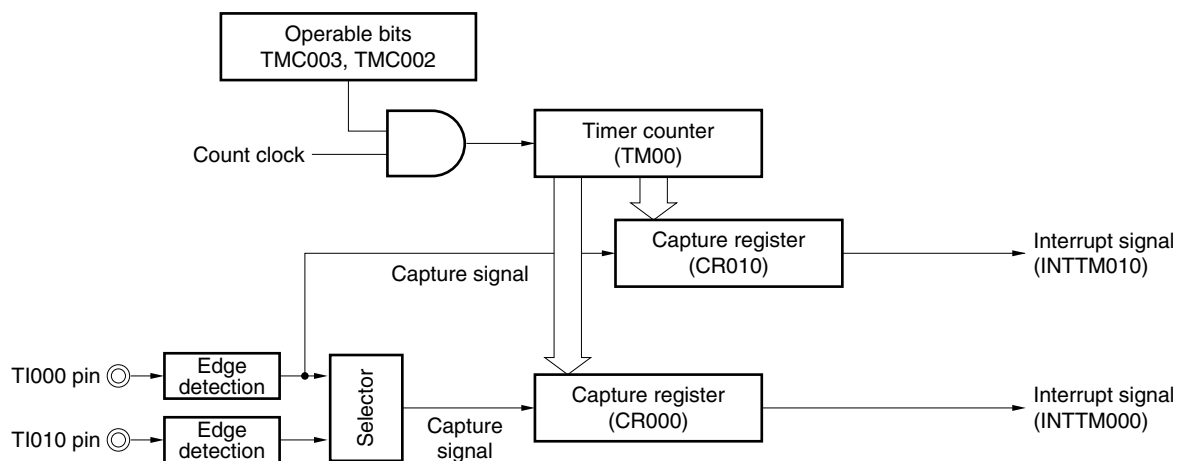 Operable bits
TMC003, TMC002
Count clock
Timer counter
(TM00)
Capture register
(CR010)
Interrupt signal
(INTTM010)
Capture signal
TI000 pin
Edge
detection
Selector
Capture register
(CR000)
Interrupt signal
(INTTM000)
TI010 pin
Edge
detection
Capture
signal